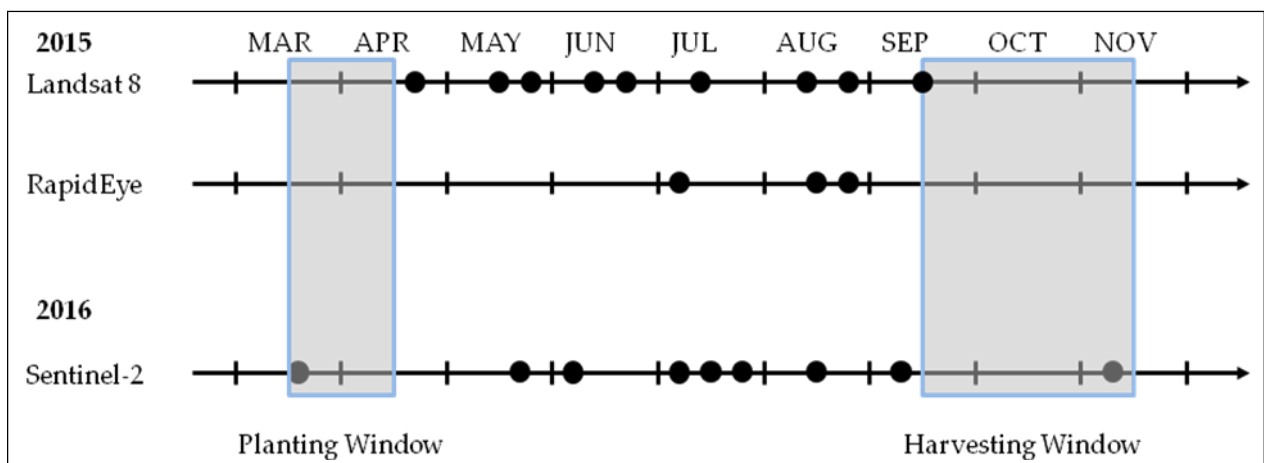 2015 MAR APR MAY JUN JUL AUG SEP OCT NOV
Landsat 8
RapidEye
2016
Sentinel-2
Planting Window Harvesting Window